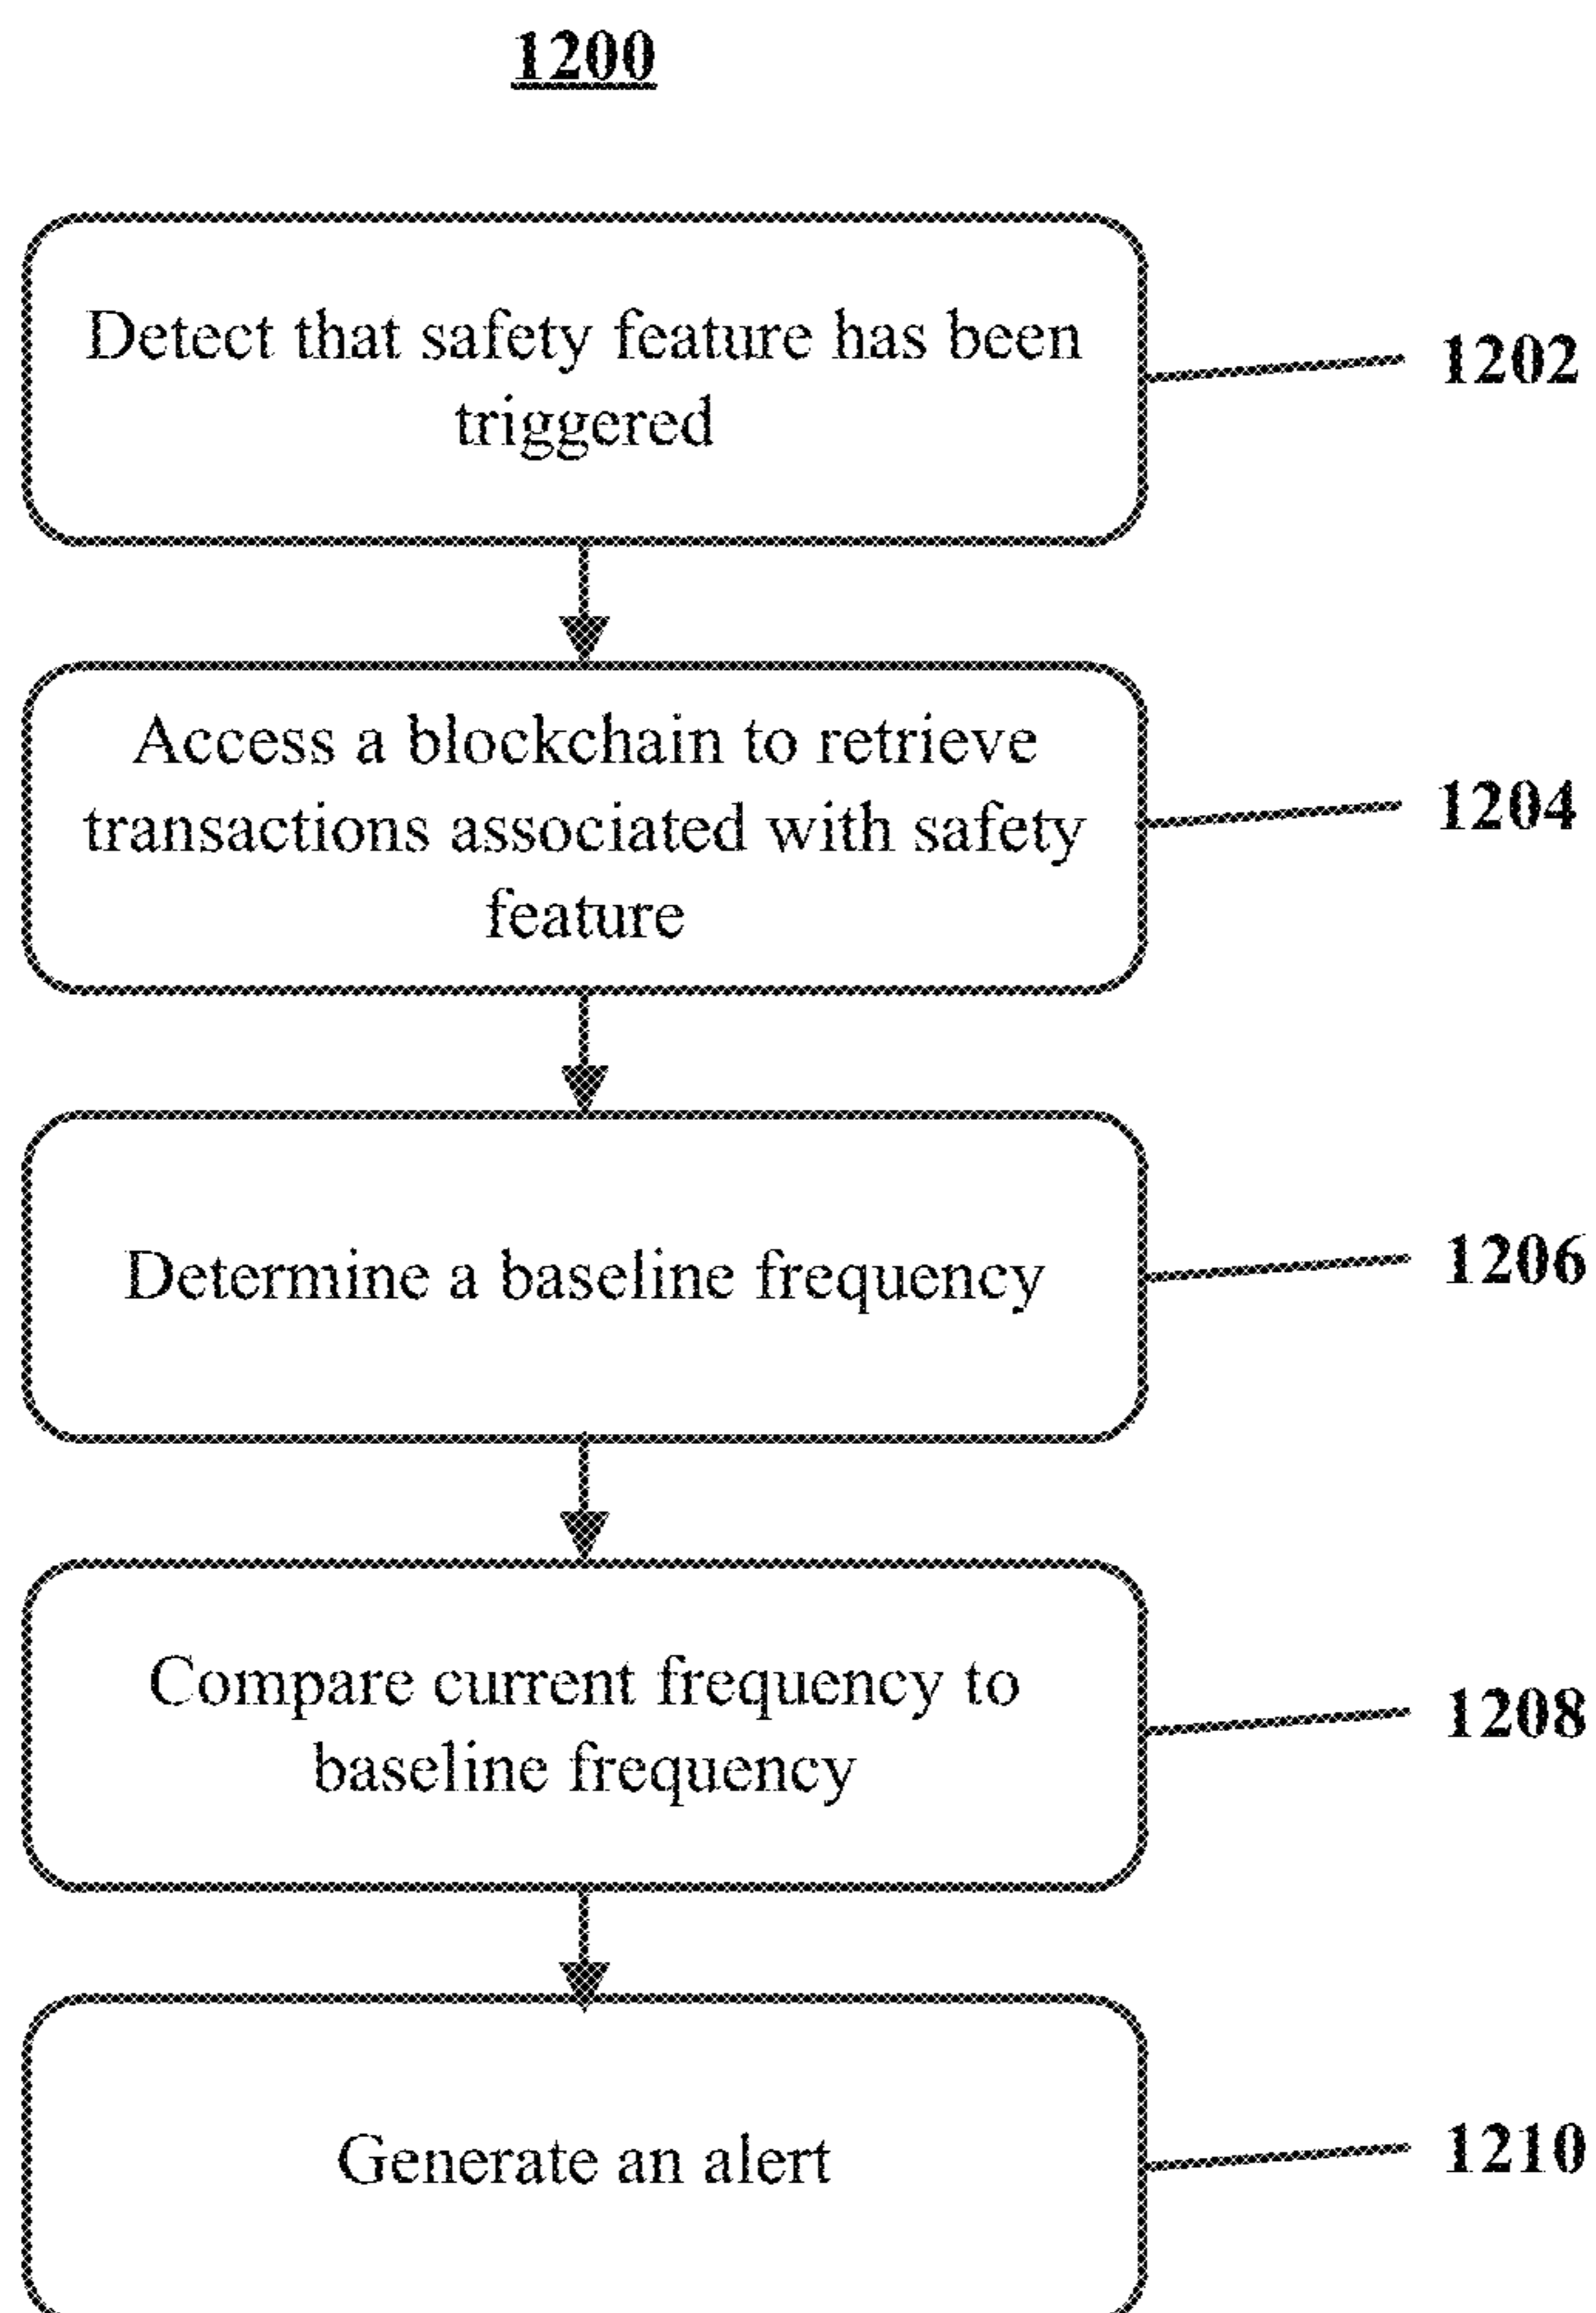 1200
Detect that safety feature has been
triggered
1202
Access a blockchain to retrieve
transactions associated with safety
feature
1204
Determine a baseline frequency
1206
Compare current frequency to
baseline frequency
1208
Generate an alert
1210